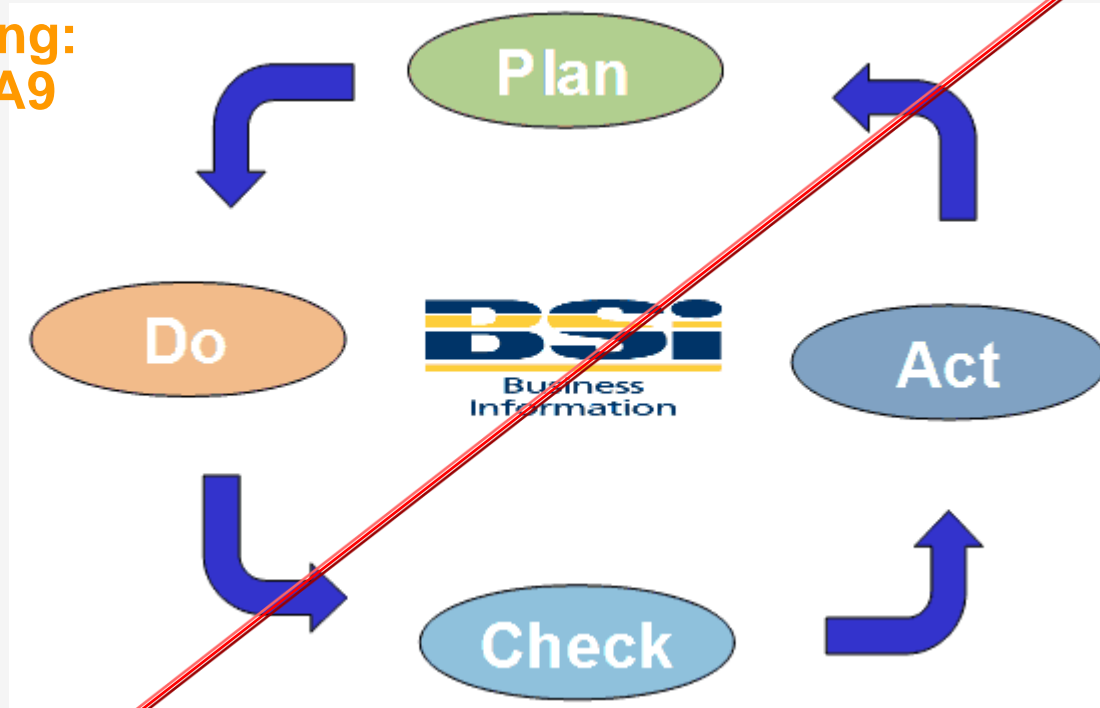 ng:
A9
Plan
Do
BSi
Business
Information
Act
Check